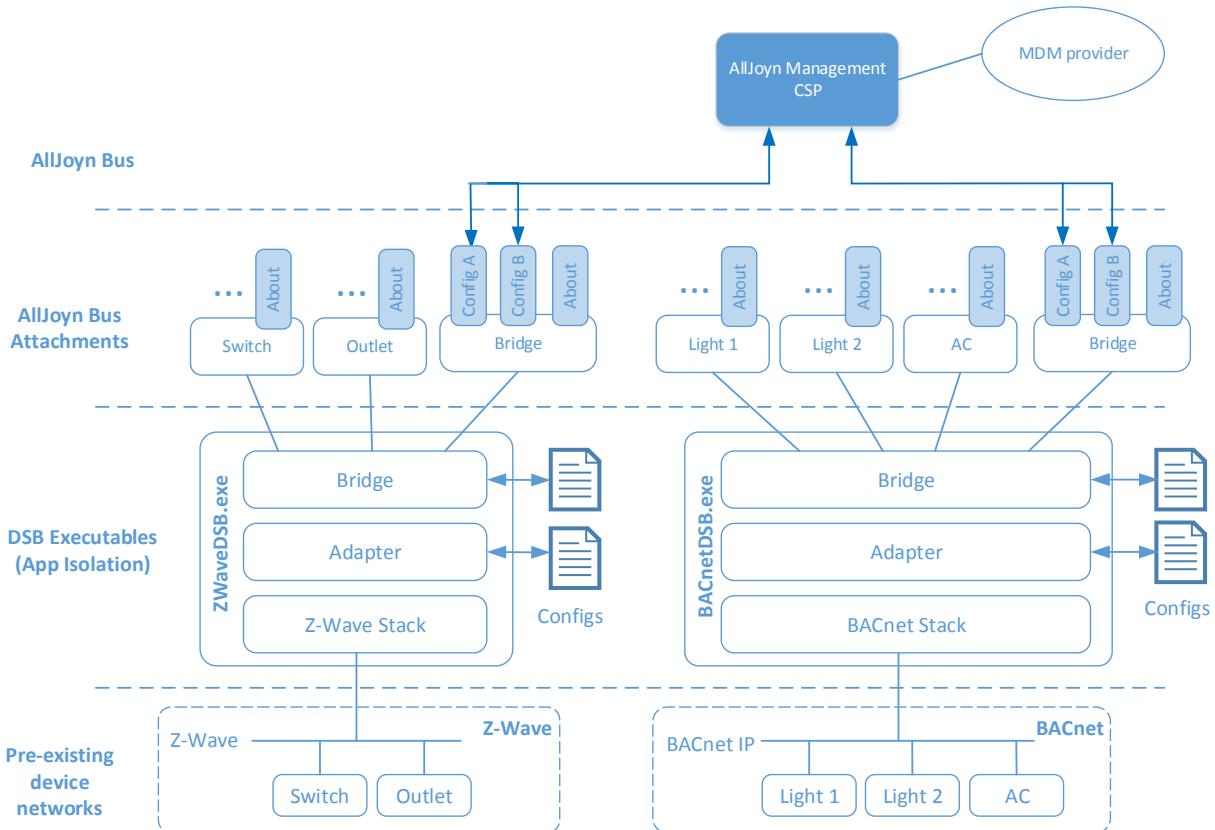 MDM provider
AllJoyn Management
CSP
AllJoyn Bus
AllJoyn Bus
Attachments
... About
Switch
... About
Outlet
Config A
Config B
About
Bridge
... About
Light 1
... About
Light 2
... About
AC
Config A
Config B
About
Bridge
DSB Executables
(App Isolation)
ZWaveDSB.exe
Bridge
Adapter
Z-Wave Stack
Configs
BACnetDSB.exe
Bridge
Adapter
BACnet Stack
Configs
Pre-existing
device
networks
Z-Wave
Z-Wave
Switch
Outlet
BACnet IP
BACnet
Light 1
Light 2
AC